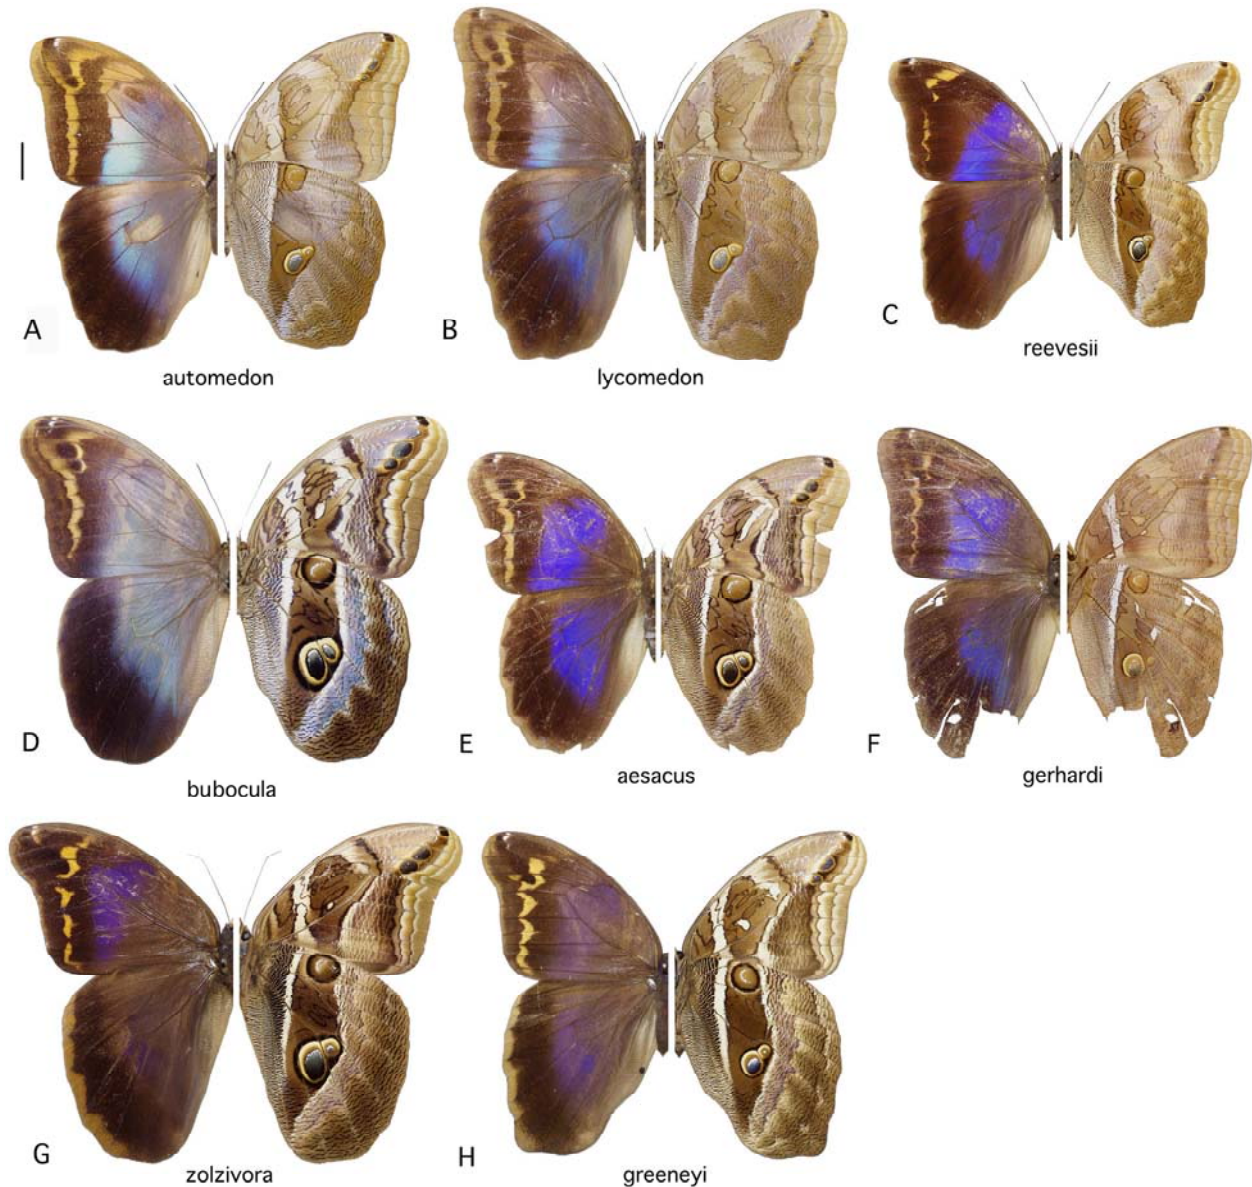 A
automedon
B
lycomedon
C
reevesii
D
bubocula
E
aesacus
F
gerhardi
G
zolzivora
H
greeneyi